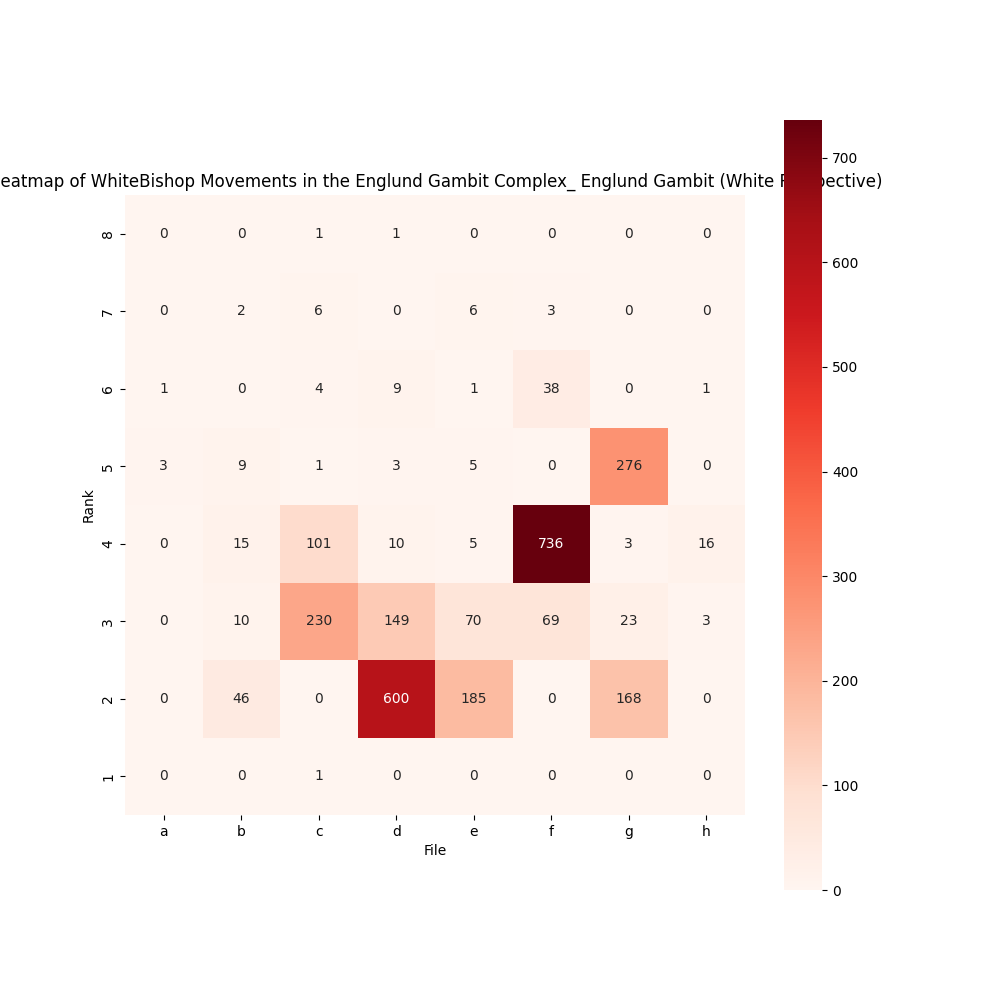 eatmap of WhiteBishop Movements in the Englund Gambit Complex_ Englund Gambit (White P pective)
700
600
500
400
300
200
100
0
Rank
8 0 0 1 1 0 0 0 0
7 0 2 6 0 6 3 0 0
6 1 0 4 9 1 38 0 1
5 3 9 1 3 5 0 276 0
4 0 15 101 10 5 736 3 16
3 0 10 230 149 70 69 23 3
2 0 46 0 600 185 0 168 0
1 0 0 1 0 0 0 0 0
a b c d e f g h
File